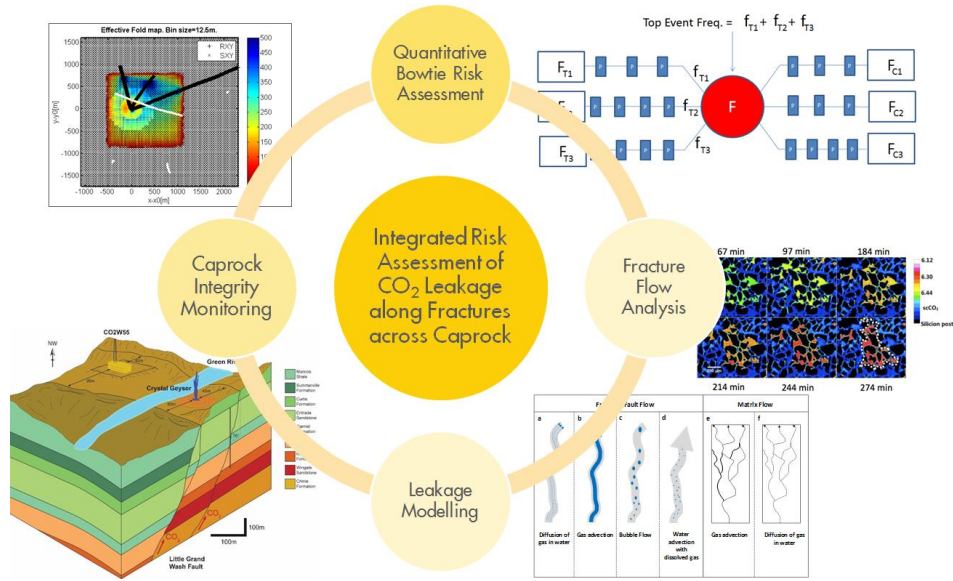 Effective Fold map. Bin size=12.5m.
RXY
SXY
y-y0[m]
1500
1000
500
0
-500
-1000
-1500
-1000 -500 0 500 1000 1500 2000
x-x0[m]
500
450
400
350
300
250
200
150
100
Quantitative
Bowtie Risk
Assessment
Top Event Freq. = fT1 + fT2 + fT3
FT1
P P P
fT1
FT3
P P P
fT2
P P P
fT3
F
P P P
FC1
P P P
FC2
P P P P
FC3
Caprock
Integrity
Monitoring
Integrated Risk
Assessment of
CO2 Leakage
along Fractures
across Caprock
Fracture
Flow
Analysis
67 min 97 min 184 min
6.12
6.30
6.44
scCO2
Silicion post
214 min 244 min 274 min
CO2W55
NW
Green
Crystal Geyser
Mancos
Shale
Summerville
Formation
Curtis
Formation
Entrada
Sandstone
Wingate
Sandstone
Chinle
Formation
CO2
CO2
100m
100m
Little Grand
Wash Fault
Leakage
Modelling
Fault Flow
Matrix Flow
a b c d e f
Diffusion of
gas in water
Gas advection
Bubble Flow
Water
advection
with
dissolved gas
Gas advection
Diffusion of gas
in water